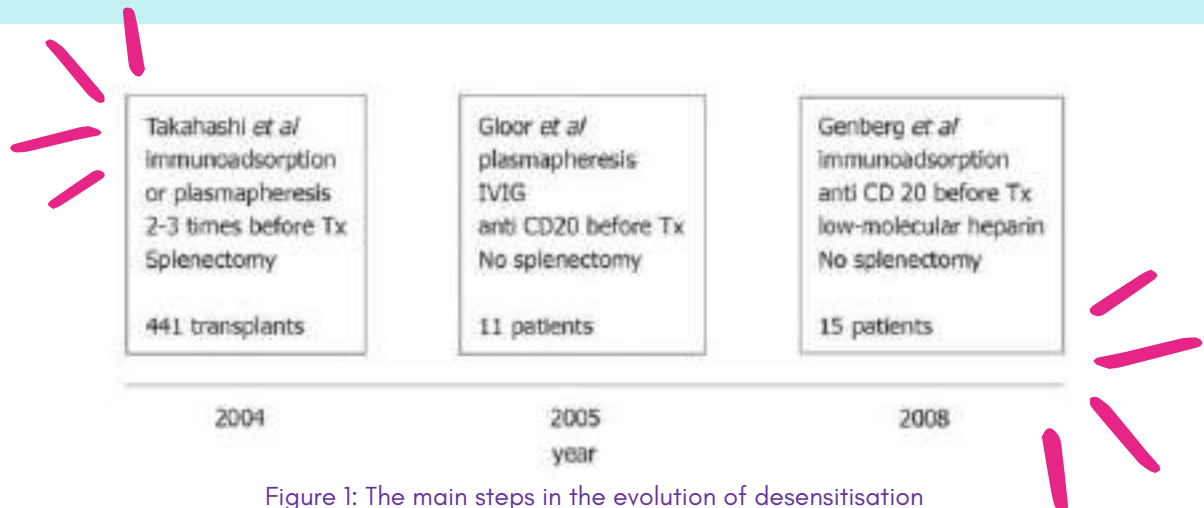 Takahashi et al
immunoadsorption
or plasmapheresis
2-3 times before Tx
Splenectomy
441 transplants
Gloor et al
plasmapheresis
IVIG
anti CD20 before Tx
No splenectomy
11 patients
Genberg et al
immunoadsorption
anti CD 20 before Tx
low-molecular heparin
No splenectomy
15 patients
2004
2005
2008
year
Figure 1: The main steps in the evolution of desensitisation